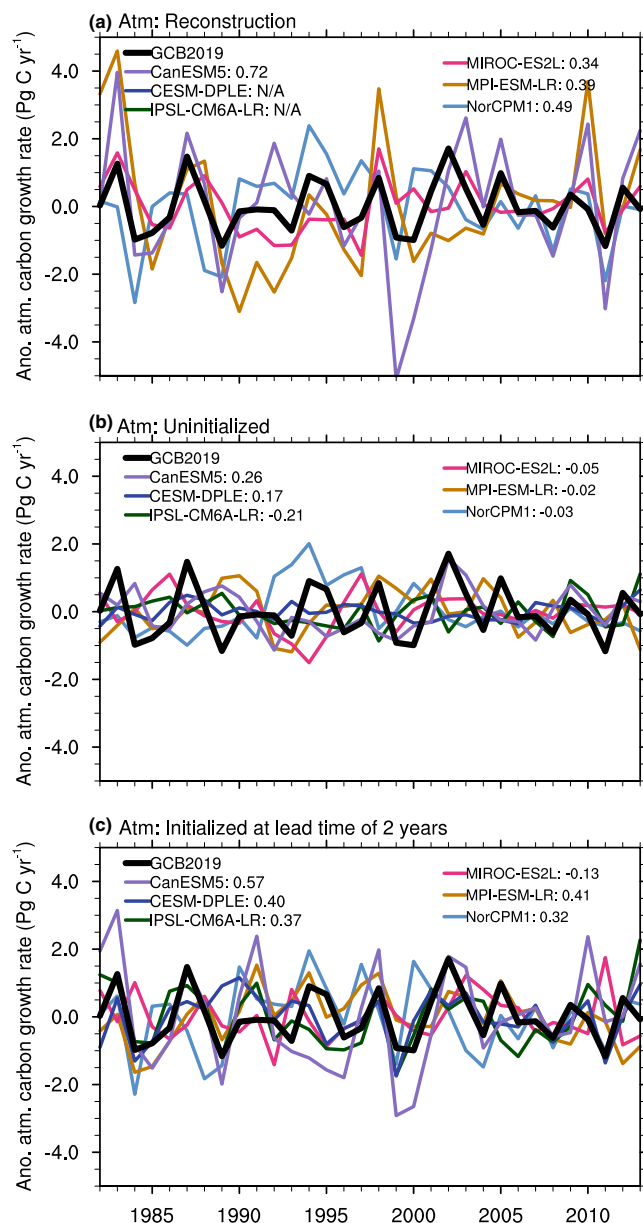 (a) Atm: Reconstruction
GCB2019
CanESM5: 0.72
CESM-DPLE: N/A
IPSL-CM6A-LR: N/A
MIROC-ES2L: 0.34
MPI-ESM-LR: 0.39
NorCPM1: 0.49
Ano. atm. carbon growth rate (Pg C yr⁻¹)
4.0
2.0
0.0
-2.0
-4.0
(b) Atm: Uninitialized
GCB2019
CanESM5: 0.26
CESM-DPLE: 0.17
IPSL-CM6A-LR: -0.21
MIROC-ES2L: -0.05
MPI-ESM-LR: -0.02
NorCPM1: -0.03
Ano. atm. carbon growth rate (Pg C yr⁻¹)
4.0
2.0
0.0
-2.0
-4.0
(c) Atm: Initialized at lead time of 2 years
GCB2019
CanESM5: 0.57
CESM-DPLE: 0.40
IPSL-CM6A-LR: 0.37
MIROC-ES2L: -0.13
MPI-ESM-LR: 0.41
NorCPM1: 0.32
Ano. atm. carbon growth rate (Pg C yr⁻¹)
4.0
2.0
0.0
-2.0
-4.0
1985 1990 1995 2000 2005 2010